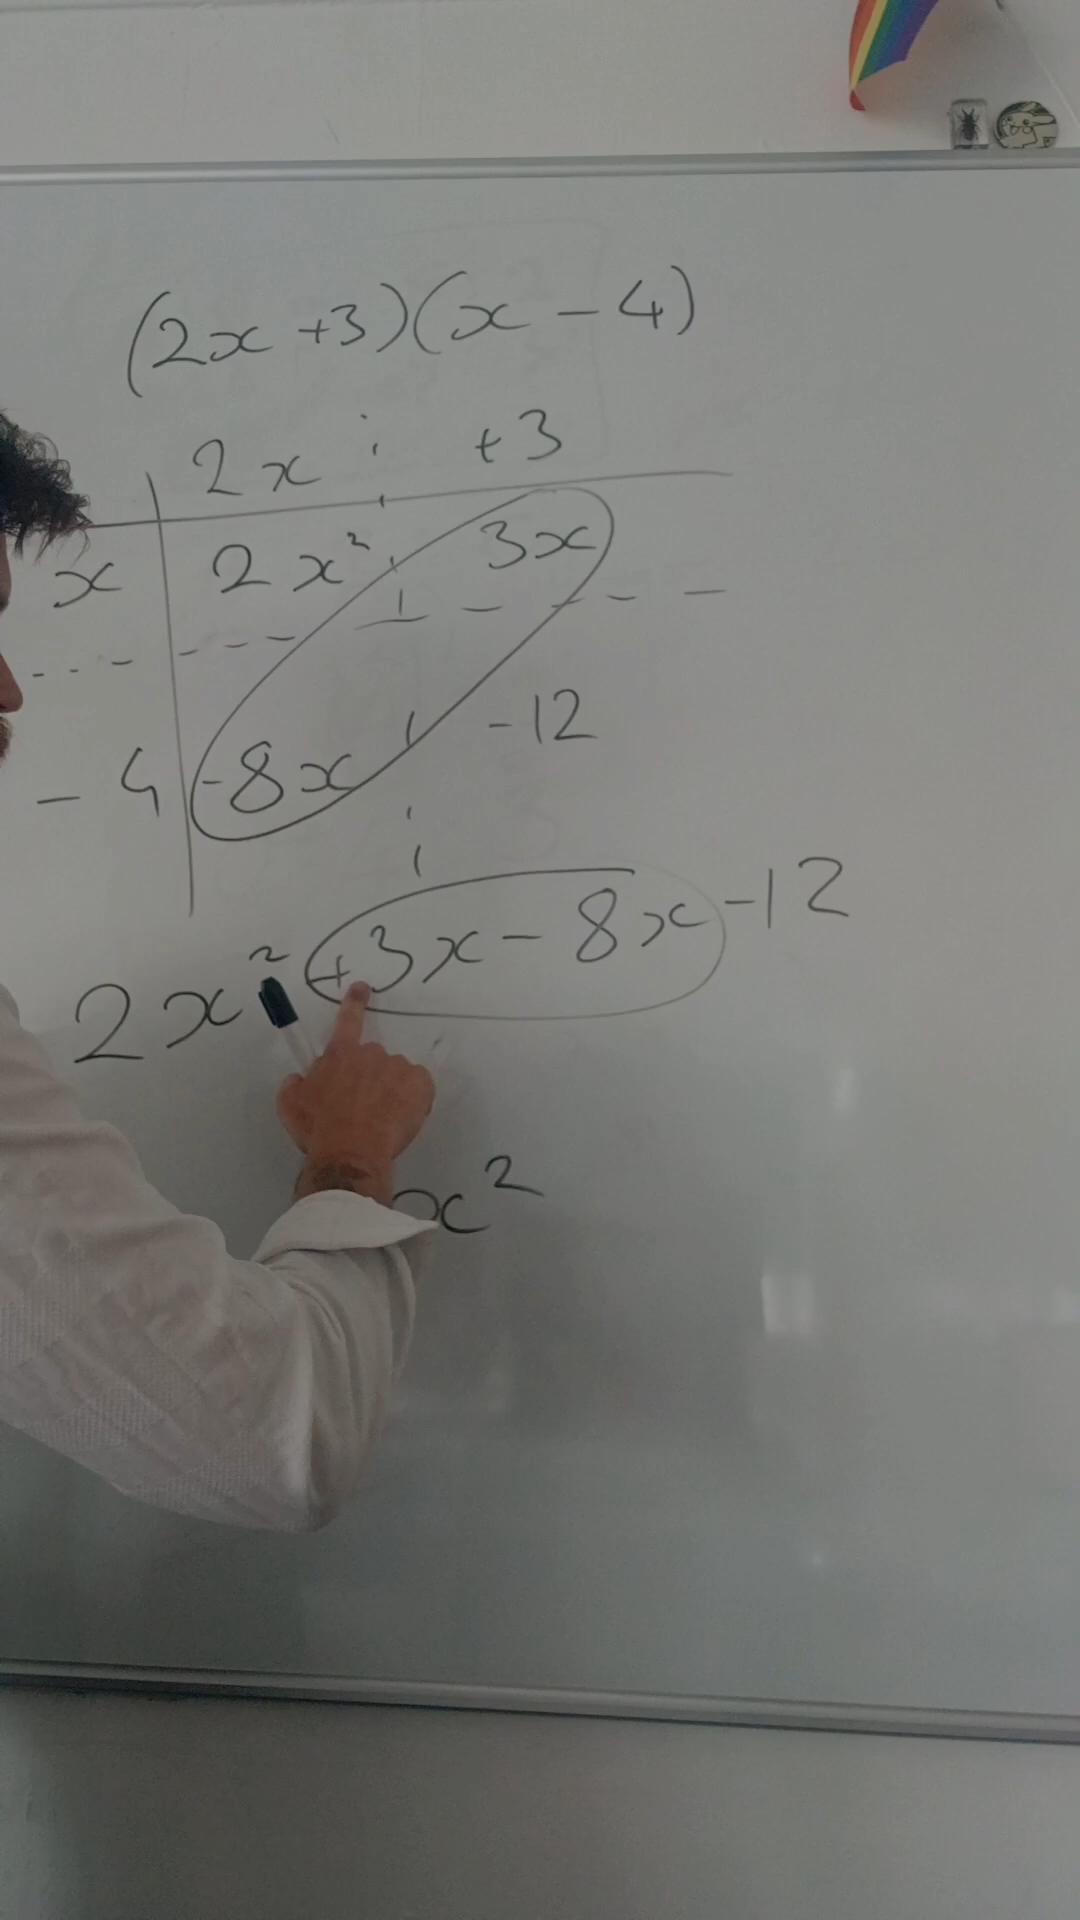 (2x +3)(x - 4)
2x +3
x 2x² 3x
- 4 -8x -12
2x² +3x - 8x -12
x²